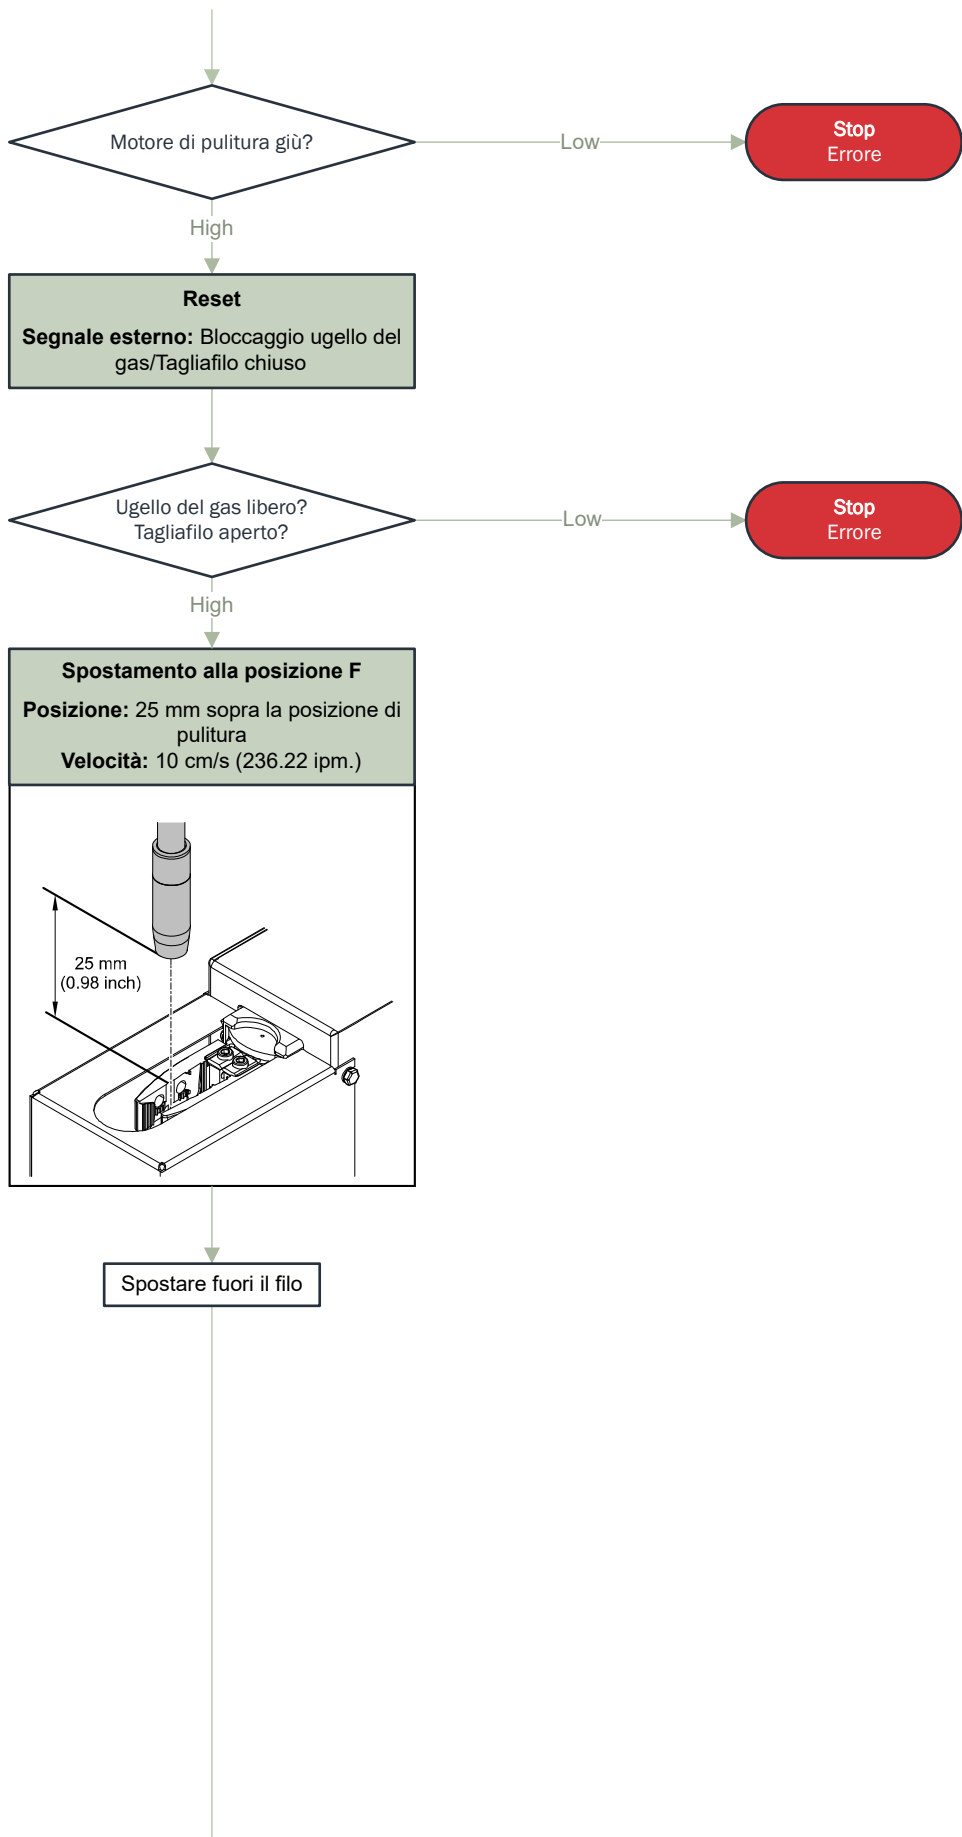 Motore di pulitura giù?
Low
Stop
Errore
High
Reset
Segnale esterno: Bloccaggio ugello del
gas/Tagliafilo chiuso
Ugello del gas libero?
Tagliafilo aperto?
Low
Stop
Errore
High
Spostamento alla posizione F
Posizione: 25 mm sopra la posizione di
pulitura
Velocità: 10 cm/s (236.22 ipm.)
25 mm
(0.98 inch)
Spostare fuori il filo